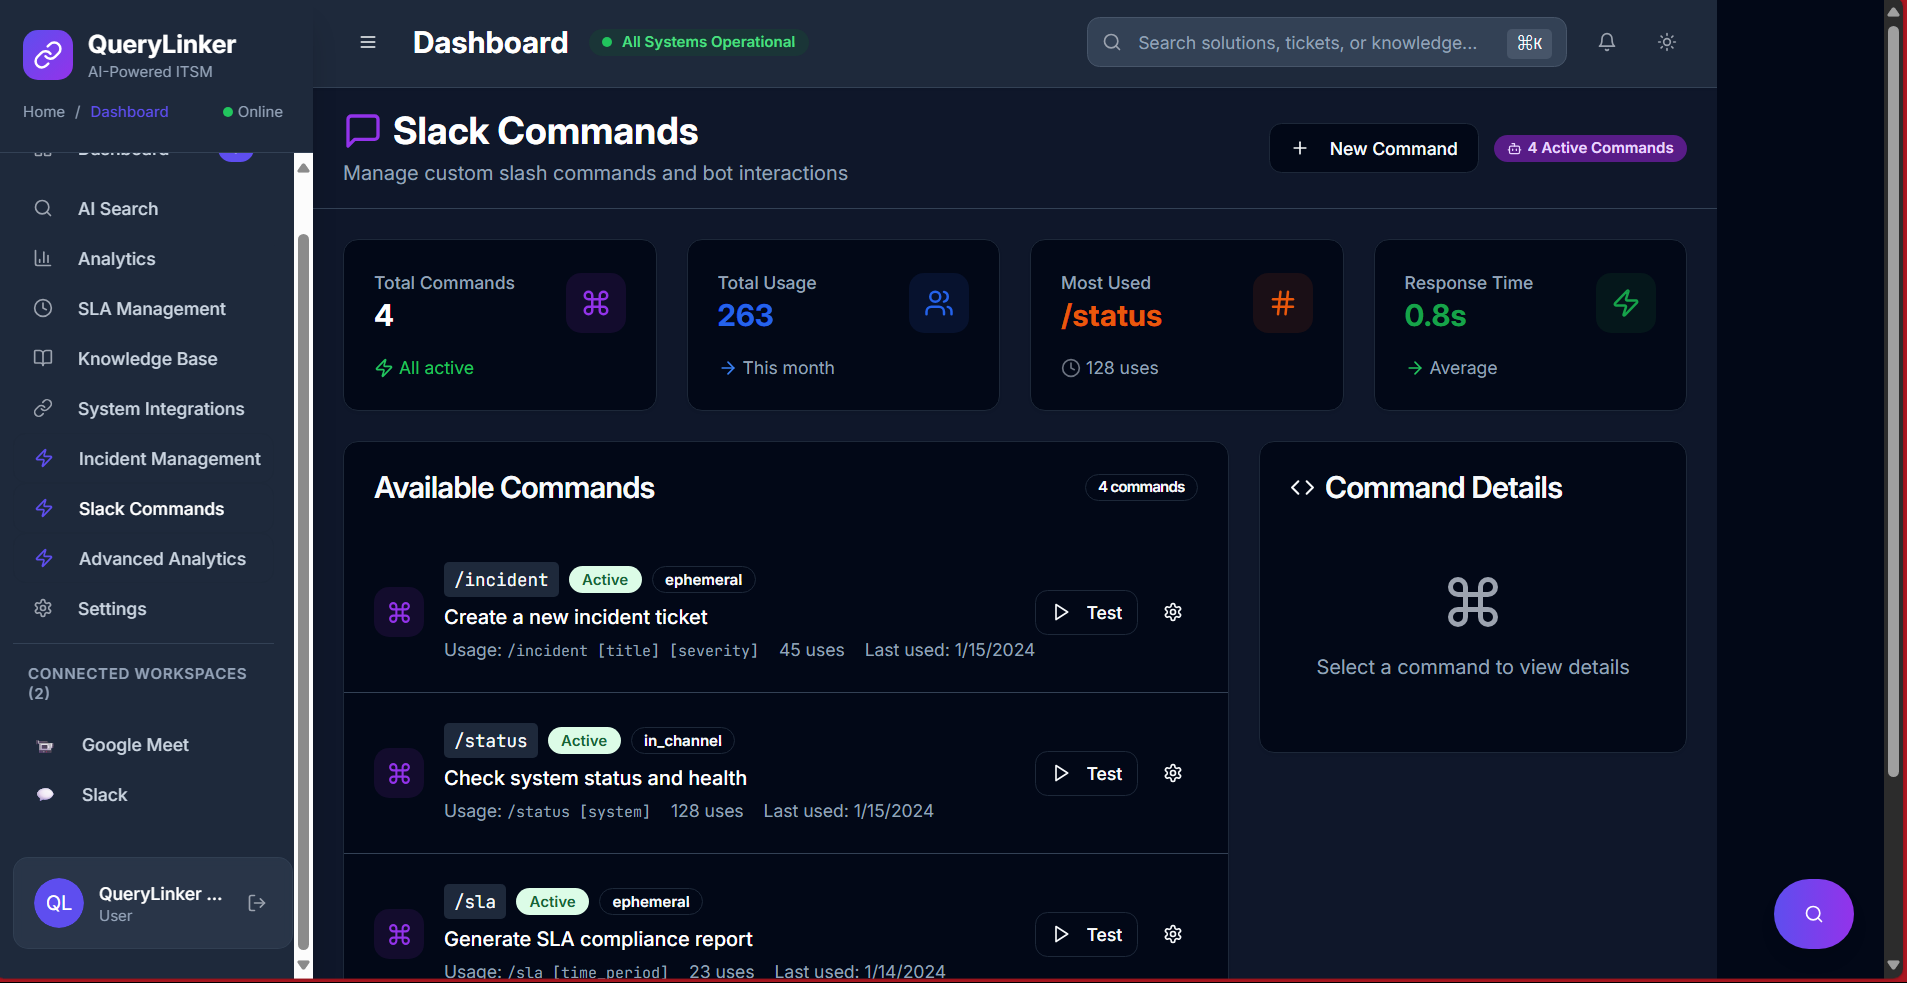 QueryLinker
AI-Powered ITSM
Home / Dashboard
Online
Dashboard
AI Search
Analytics
SLA Management
Knowledge Base
System Integrations
Incident Management
Slack Commands
Advanced Analytics
Settings
CONNECTED WORKSPACES
(2)
Google Meet
Slack
QL
QueryLinker ...
User
Dashboard
All Systems Operational
Search solutions, tickets, or knowledge...
⌘K
Slack Commands
Manage custom slash commands and bot interactions
New Command
4 Active Commands
Total Commands
4
All active
Total Usage
263
This month
Most Used
/status
128 uses
Response Time
0.8s
Average
Available Commands
4 commands
/incident Active ephemeral
Create a new incident ticket
Usage: /incident [title] [severity] 45 uses Last used: 1/15/2024
Test
/status Active in_channel
Check system status and health
Usage: /status [system] 128 uses Last used: 1/15/2024
Test
/sla Active ephemeral
Generate SLA compliance report
Usage: /sla [time_period] 23 uses Last used: 1/14/2024
Test
Command Details
Select a command to view details